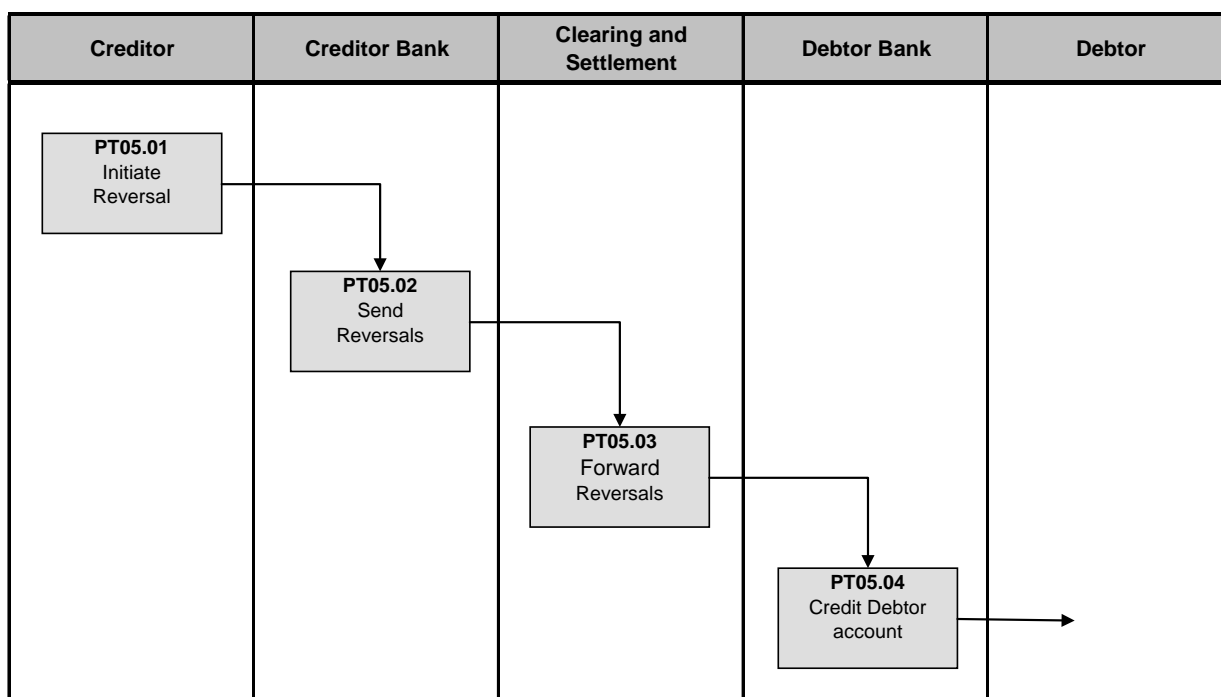 Creditor
Creditor Bank
Clearing and
Settlement
Debtor Bank
Debtor
PT05.01
Initiate
Reversal
PT05.02
Send
Reversals
PT05.03
Forward
Reversals
PT05.04
Credit Debtor
account